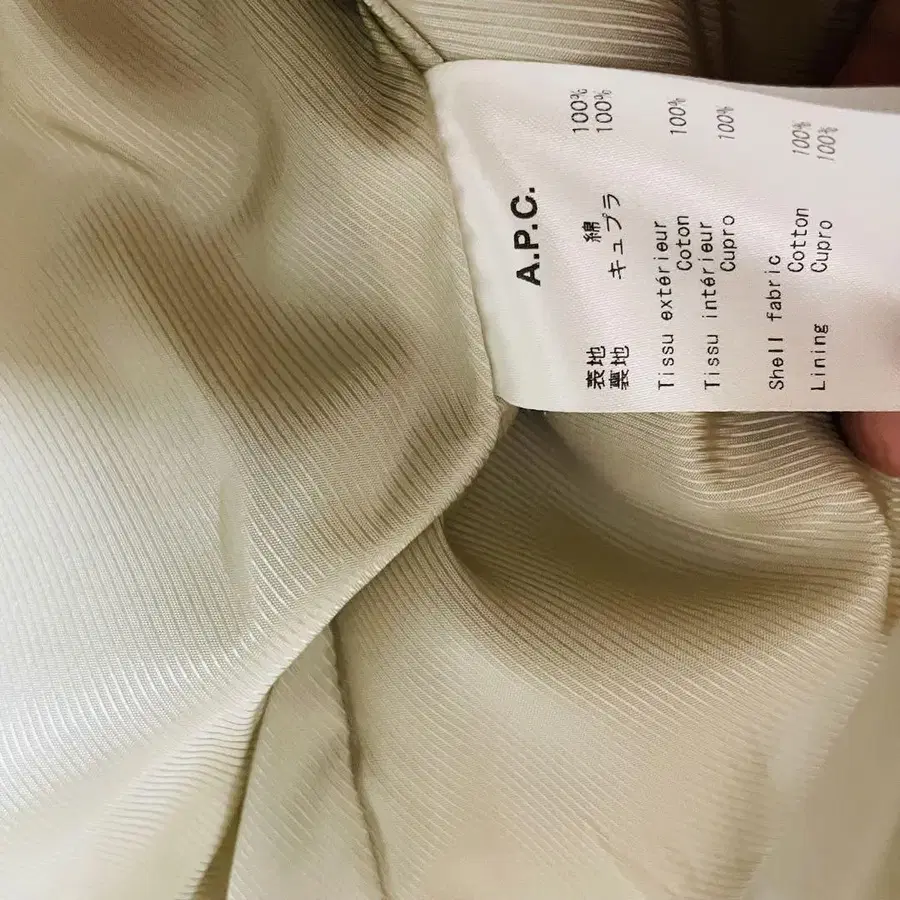 A.P.C.
表地 綿 100%
裏地 キュプラ 100%
Tissu extérieur
Coton 100%
Tissu intérieur
Cupro 100%
Shell fabric
Cotton 100%
Lining Cupro 100%